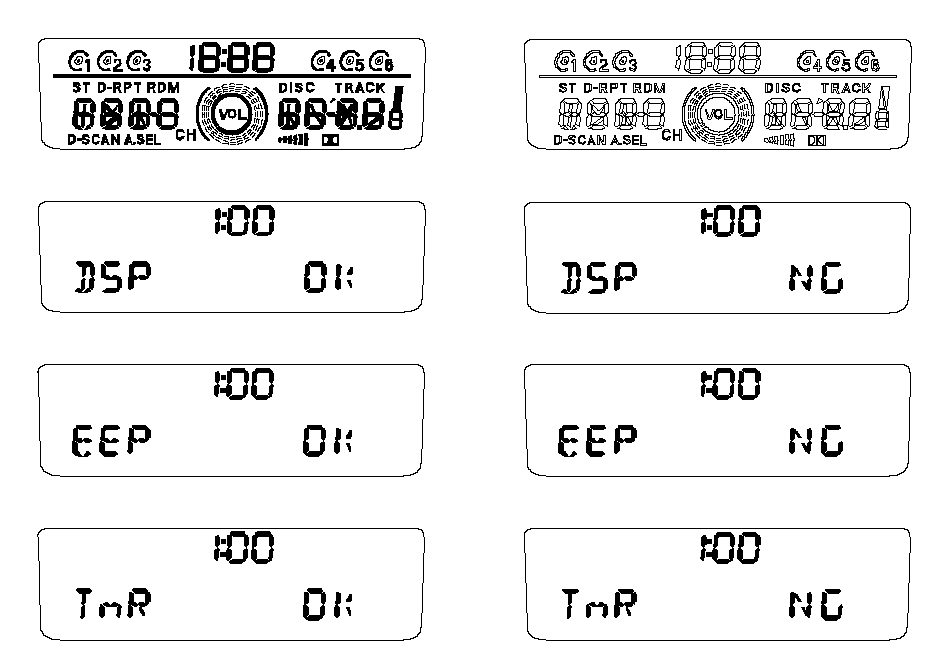 1 2 3 18:88 4 5 6
ST D-RPT RDM DISC TRACK
VOL
D-SCAN A.SEL CH
1 2 3 18:88 4 5 6
ST D-RPT RDM DISC TRACK
VOL
D-SCAN A.SEL CH
1:00
DSP OK
1:00
DSP NG
1:00
EEP OK
1:00
EEP NG
1:00
TmR OK
1:00
TmR NG